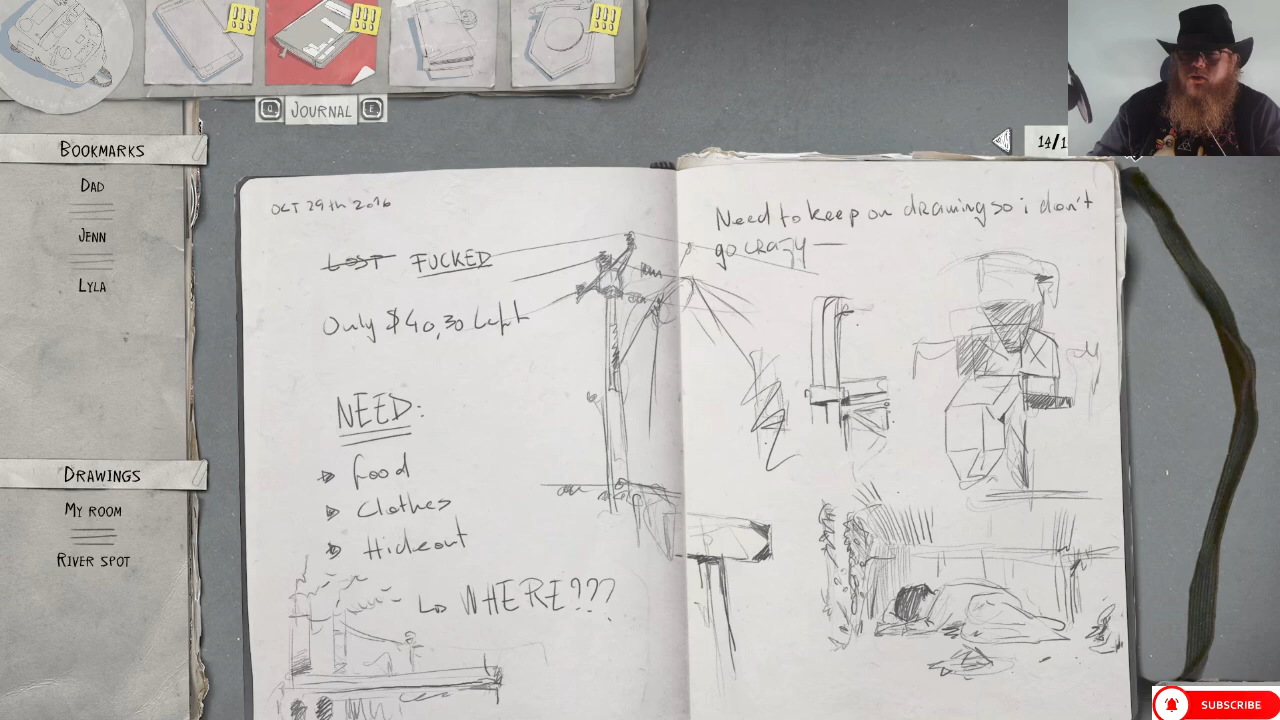 Q JOURNAL E
BOOKMARKS
DAD
JENN
LYLA
DRAWINGS
MY ROOM
RIVER SPOT
14/1
OCT 29th 2016
LOST FUCKED
Only $40,30 left
NEED:
food
Clothes
Hideout
WHERE???
Need to keep on drawing so i don't
go crazy —
SUBSCRIBE